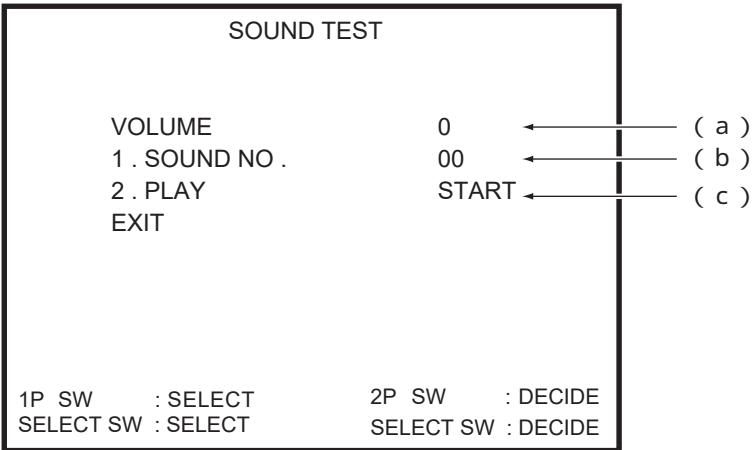 SOUND TEST
VOLUME 0 ( a )
1 . SOUND NO . 00 ( b )
2 . PLAY START ( c )
EXIT
1P SW : SELECT 2P SW : DECIDE
SELECT SW : SELECT SELECT SW : DECIDE